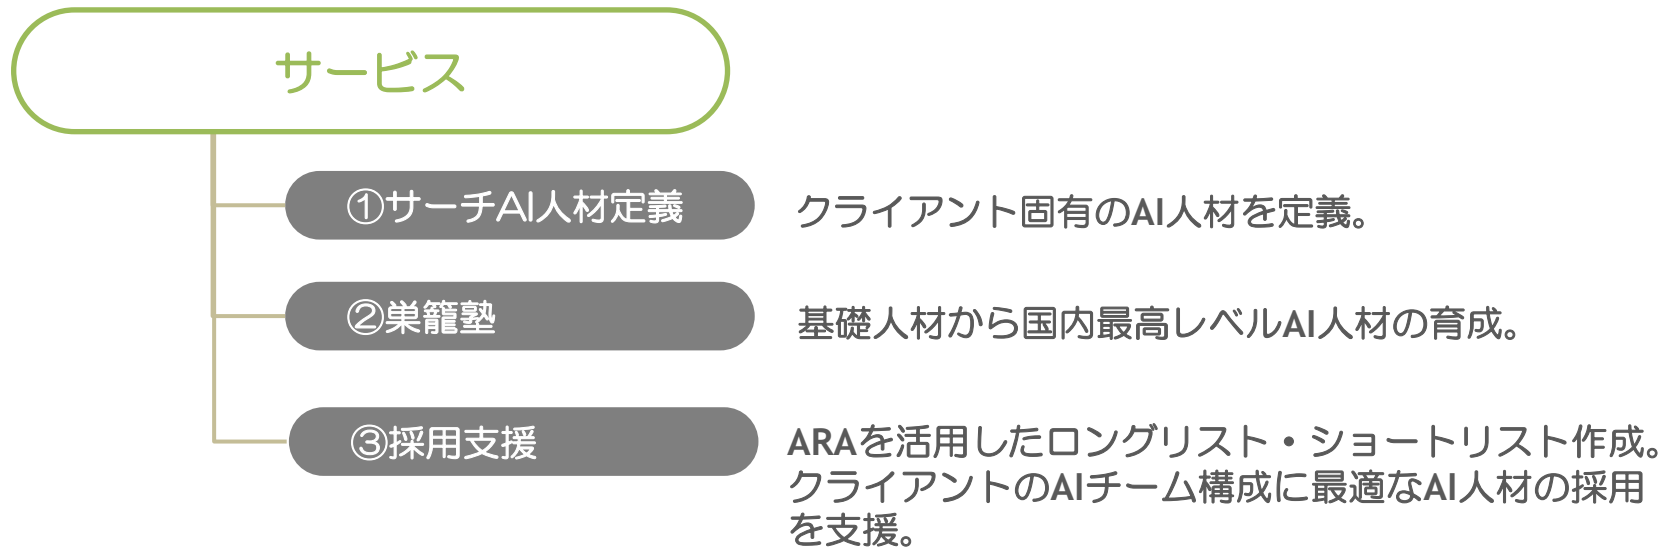 サービス
①サーチAI人材定義
クライアント固有のAI人材を定義。
②巣籠塾
基礎人材から国内最高レベルAI人材の育成。
③採用支援
ARAを活用したロングリスト・ショートリスト作成。
クライアントのAIチーム構成に最適なAI人材の採用
を支援。